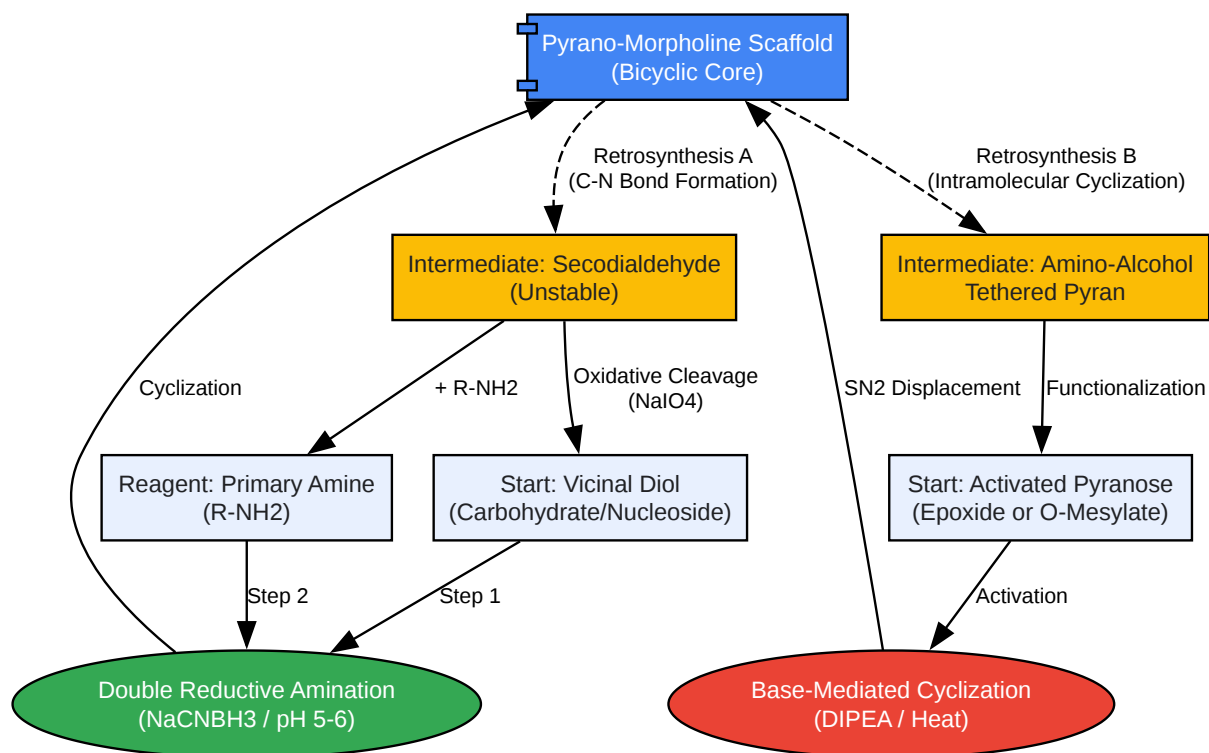 Pyrano-Morpholine Scaffold
(Bicyclic Core)
Retrosynthesis A
(C-N Bond Formation)
Retrosynthesis B
(Intramolecular Cyclization)
Intermediate: Secodialdehyde
(Unstable)
Intermediate: Amino-Alcohol
Tethered Pyran
Cyclization
+ R-NH2
Oxidative Cleavage
(NaIO4)
SN2 Displacement
Functionalization
Reagent: Primary Amine
(R-NH2)
Start: Vicinal Diol
(Carbohydrate/Nucleoside)
Start: Activated Pyranose
(Epoxide or O-Mesylate)
Step 2
Step 1
Activation
Double Reductive Amination
(NaCNBH3 / pH 5-6)
Base-Mediated Cyclization
(DIPEA / Heat)